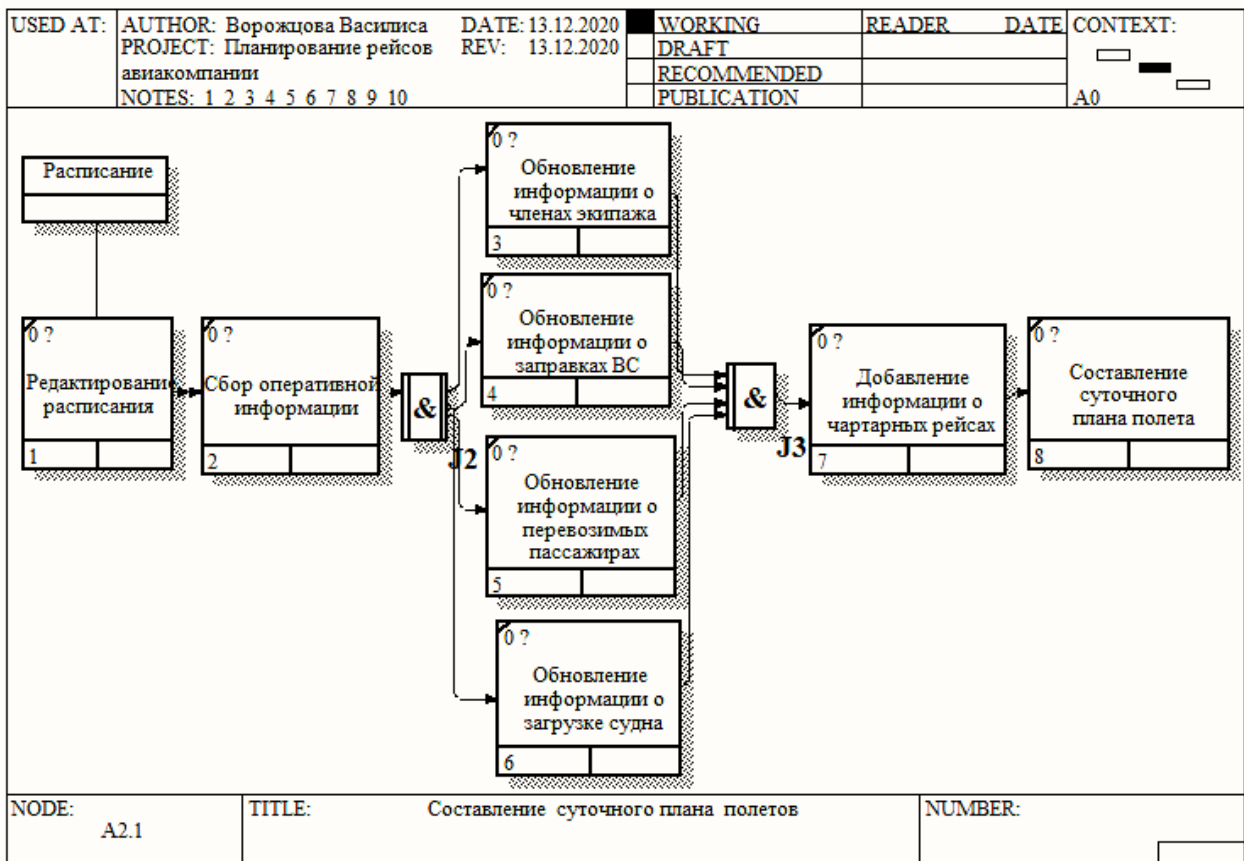 USED AT:
AUTHOR: Ворожцова Василиса
DATE: 13.12.2020
PROJECT: Планирование рейсов
REV: 13.12.2020
авиакомпании
NOTES: 1 2 3 4 5 6 7 8 9 10
WORKING
DRAFT
RECOMMENDED
PUBLICATION
READER
DATE
CONTEXT:
A0
Расписание
0 ?
Редактирование
расписания
1
0 ?
Сбор оперативной
информации
2
&
J2
0 ?
Обновление
информации о
членах экипажа
3
0 ?
Обновление
информации о
заправках ВС
4
0 ?
Обновление
информации о
перевозимых
пассажирах
5
0 ?
Обновление
информации о
загрузке судна
6
&
J3
0 ?
Добавление
информации о
чартарных рейсах
7
0 ?
Составление
суточного
плана полета
8
NODE:
A2.1
TITLE:
Составление суточного плана полетов
NUMBER: